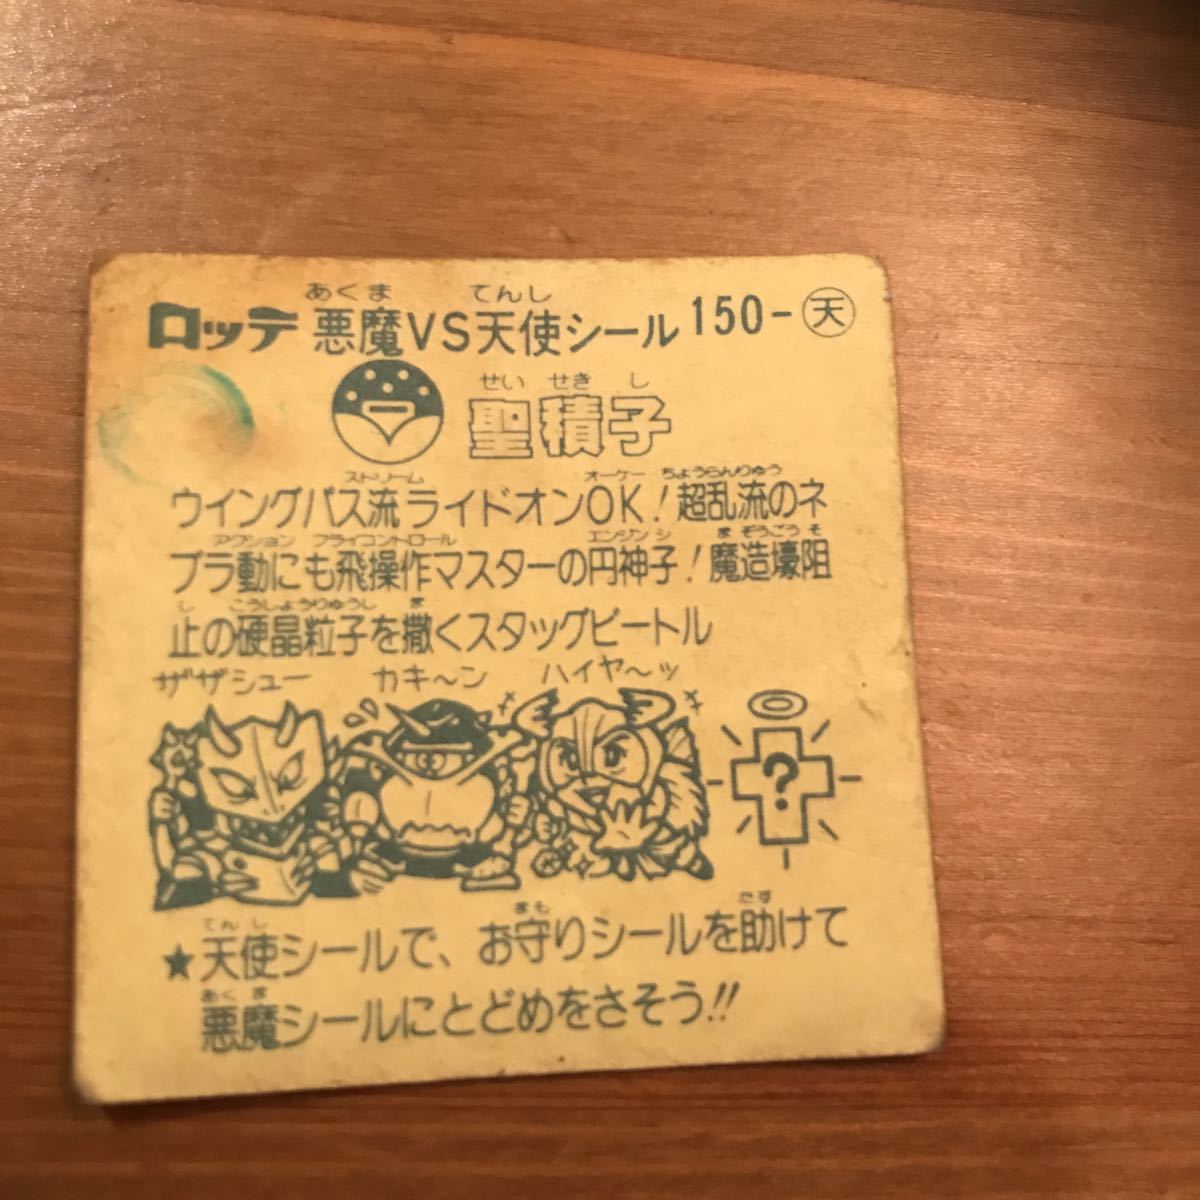 あくま てんし
ロッテ 悪魔VS天使シール 150-天
せい せき し
聖積子
ストリーム オーケー ちょうらんりゅう
ウイングパス流ライドオンOK!超乱流のネ
アクション フライコントロール エンジン シ ま ぞうごう そ
ブラ動にも飛操作マスターの円神子!魔造壕阻
し こうしょうりゅうし ま
止の硬晶粒子を撒くスタッグビートル
ザザシュー カキ〜ン ハイヤ〜ッ
?
てん し まも たす
★天使シールで、お守りシールを助けて
あく ま
悪魔シールにとどめをさそう!!